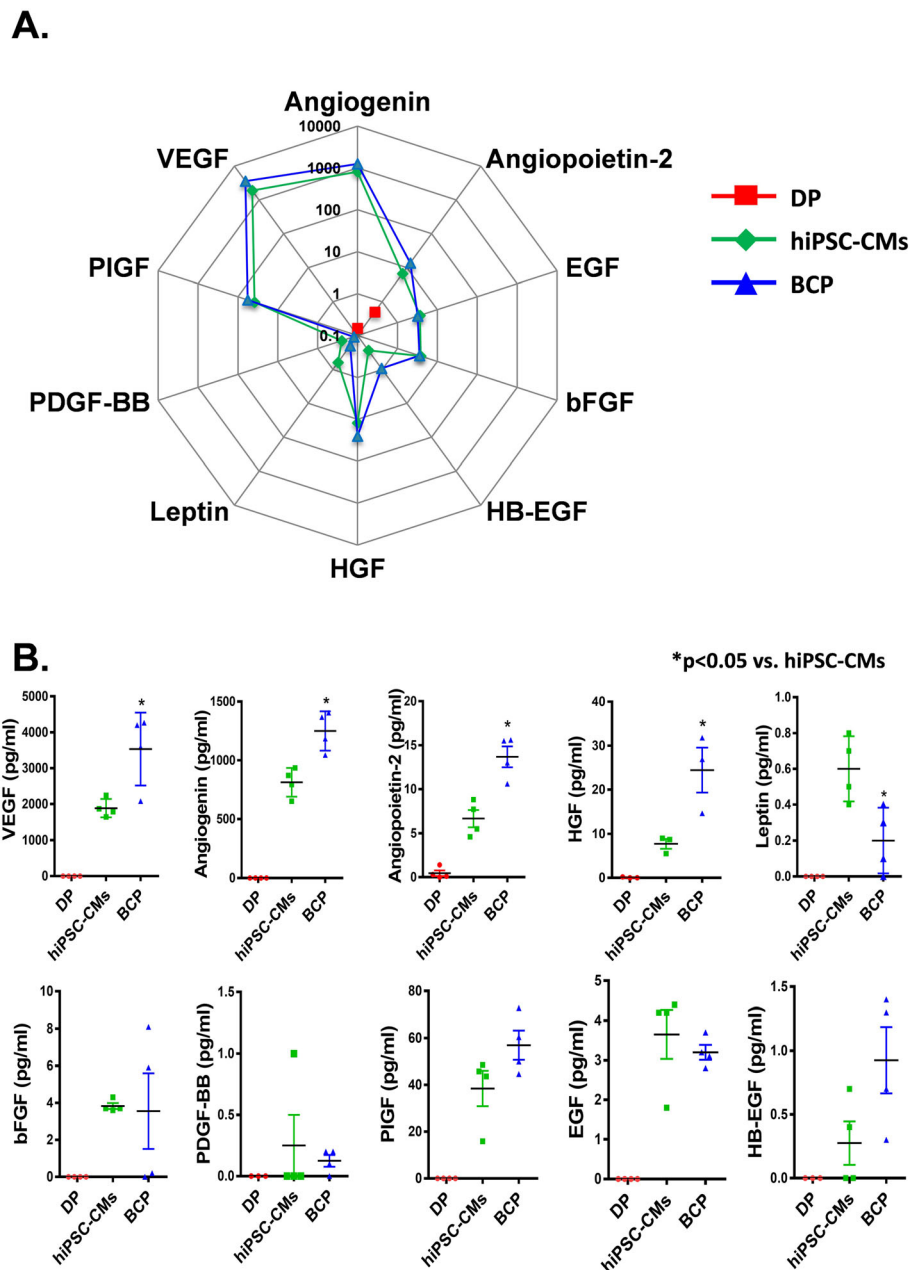 A.
Angiogenin
10000
VEGF
Angiopoietin-2
1000
DP
100
hiPSC-CMs
PlGF
10
EGF
BCP
1
0.1
PDGF-BB
bFGF
Leptin
HB-EGF
HGF
B.
*p<0.05 vs. hiPSC-CMs
VEGF (pg/ml)
5000
4000
3000
2000
1000
0
*
DP
hiPSC-CMs
BCP
Angiogenin (pg/ml)
1500
1000
500
0
*
DP
hiPSC-CMs
BCP
Angiopoietin-2 (pg/ml)
20
15
10
5
0
*
DP
hiPSC-CMs
BCP
HGF (pg/ml)
40
30
20
10
0
*
DP
hiPSC-CMs
BCP
Leptin (pg/ml)
1.0
0.8
0.6
0.4
0.2
0.0
*
DP
hiPSC-CMs
BCP
bFGF (pg/ml)
10
8
6
4
2
0
DP
hiPSC-CMs
BCP
PDGF-BB (pg/ml)
1.5
1.0
0.5
0.0
DP
hiPSC-CMs
BCP
PlGF (pg/ml)
80
60
40
20
0
DP
hiPSC-CMs
BCP
EGF (pg/ml)
5
4
3
2
1
0
DP
hiPSC-CMs
BCP
HB-EGF (pg/ml)
1.5
1.0
0.5
0.0
DP
hiPSC-CMs
BCP